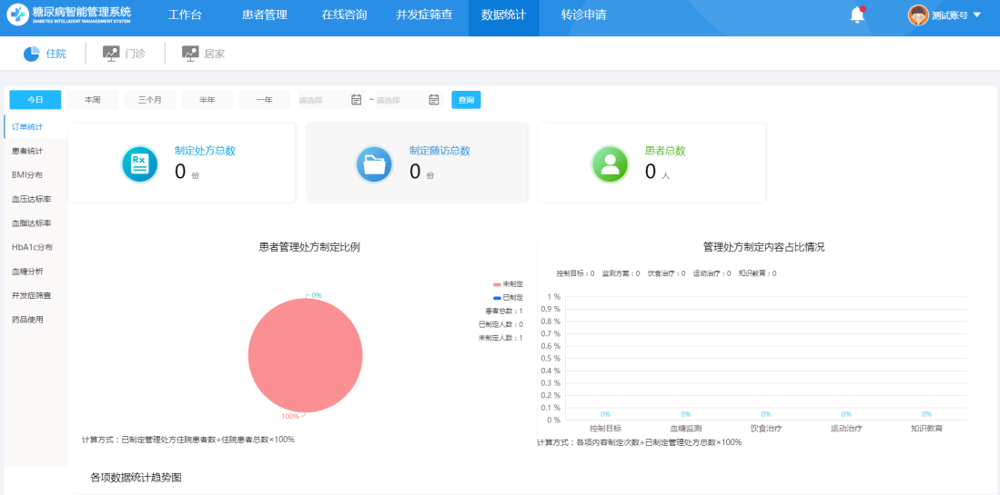 糖尿病智能管理系统
DIABETES INTELLIGENT MANAGEMENT SYSTEM
工作台 患者管理 在线咨询 并发症筛查 数据统计 转诊申请 测试账号
住院 门诊 居家
今日 本周 三个月 半年 一年 请选择 ~ 请选择 查询
订单统计
患者统计
BMI分布
血压达标率
血脂达标率
HbA1c分布
血糖分析
并发症筛查
药品使用
制定处方总数
0 份
制定随访总数
0 份
患者总数
0 人
患者管理处方制定比例
未制定
已制定
患者总数：1
已制定人数：0
未制定人数：1
0%
100%
计算方式：已制定管理处方住院患者数÷住院患者总数×100%
管理处方制定内容占比情况
控制目标：0 监测方案：0 饮食治疗：0 运动治疗：0 知识教育：0
1 %
0.9 %
0.8 %
0.7 %
0.6 %
0.5 %
0.4 %
0.3 %
0.2 %
0.1 %
0 %
0% 0% 0% 0% 0%
控制目标 血糖监测 饮食治疗 运动治疗 知识教育
计算方式：各项内容制定次数÷已制定管理处方总数×100%
各项数据统计趋势图